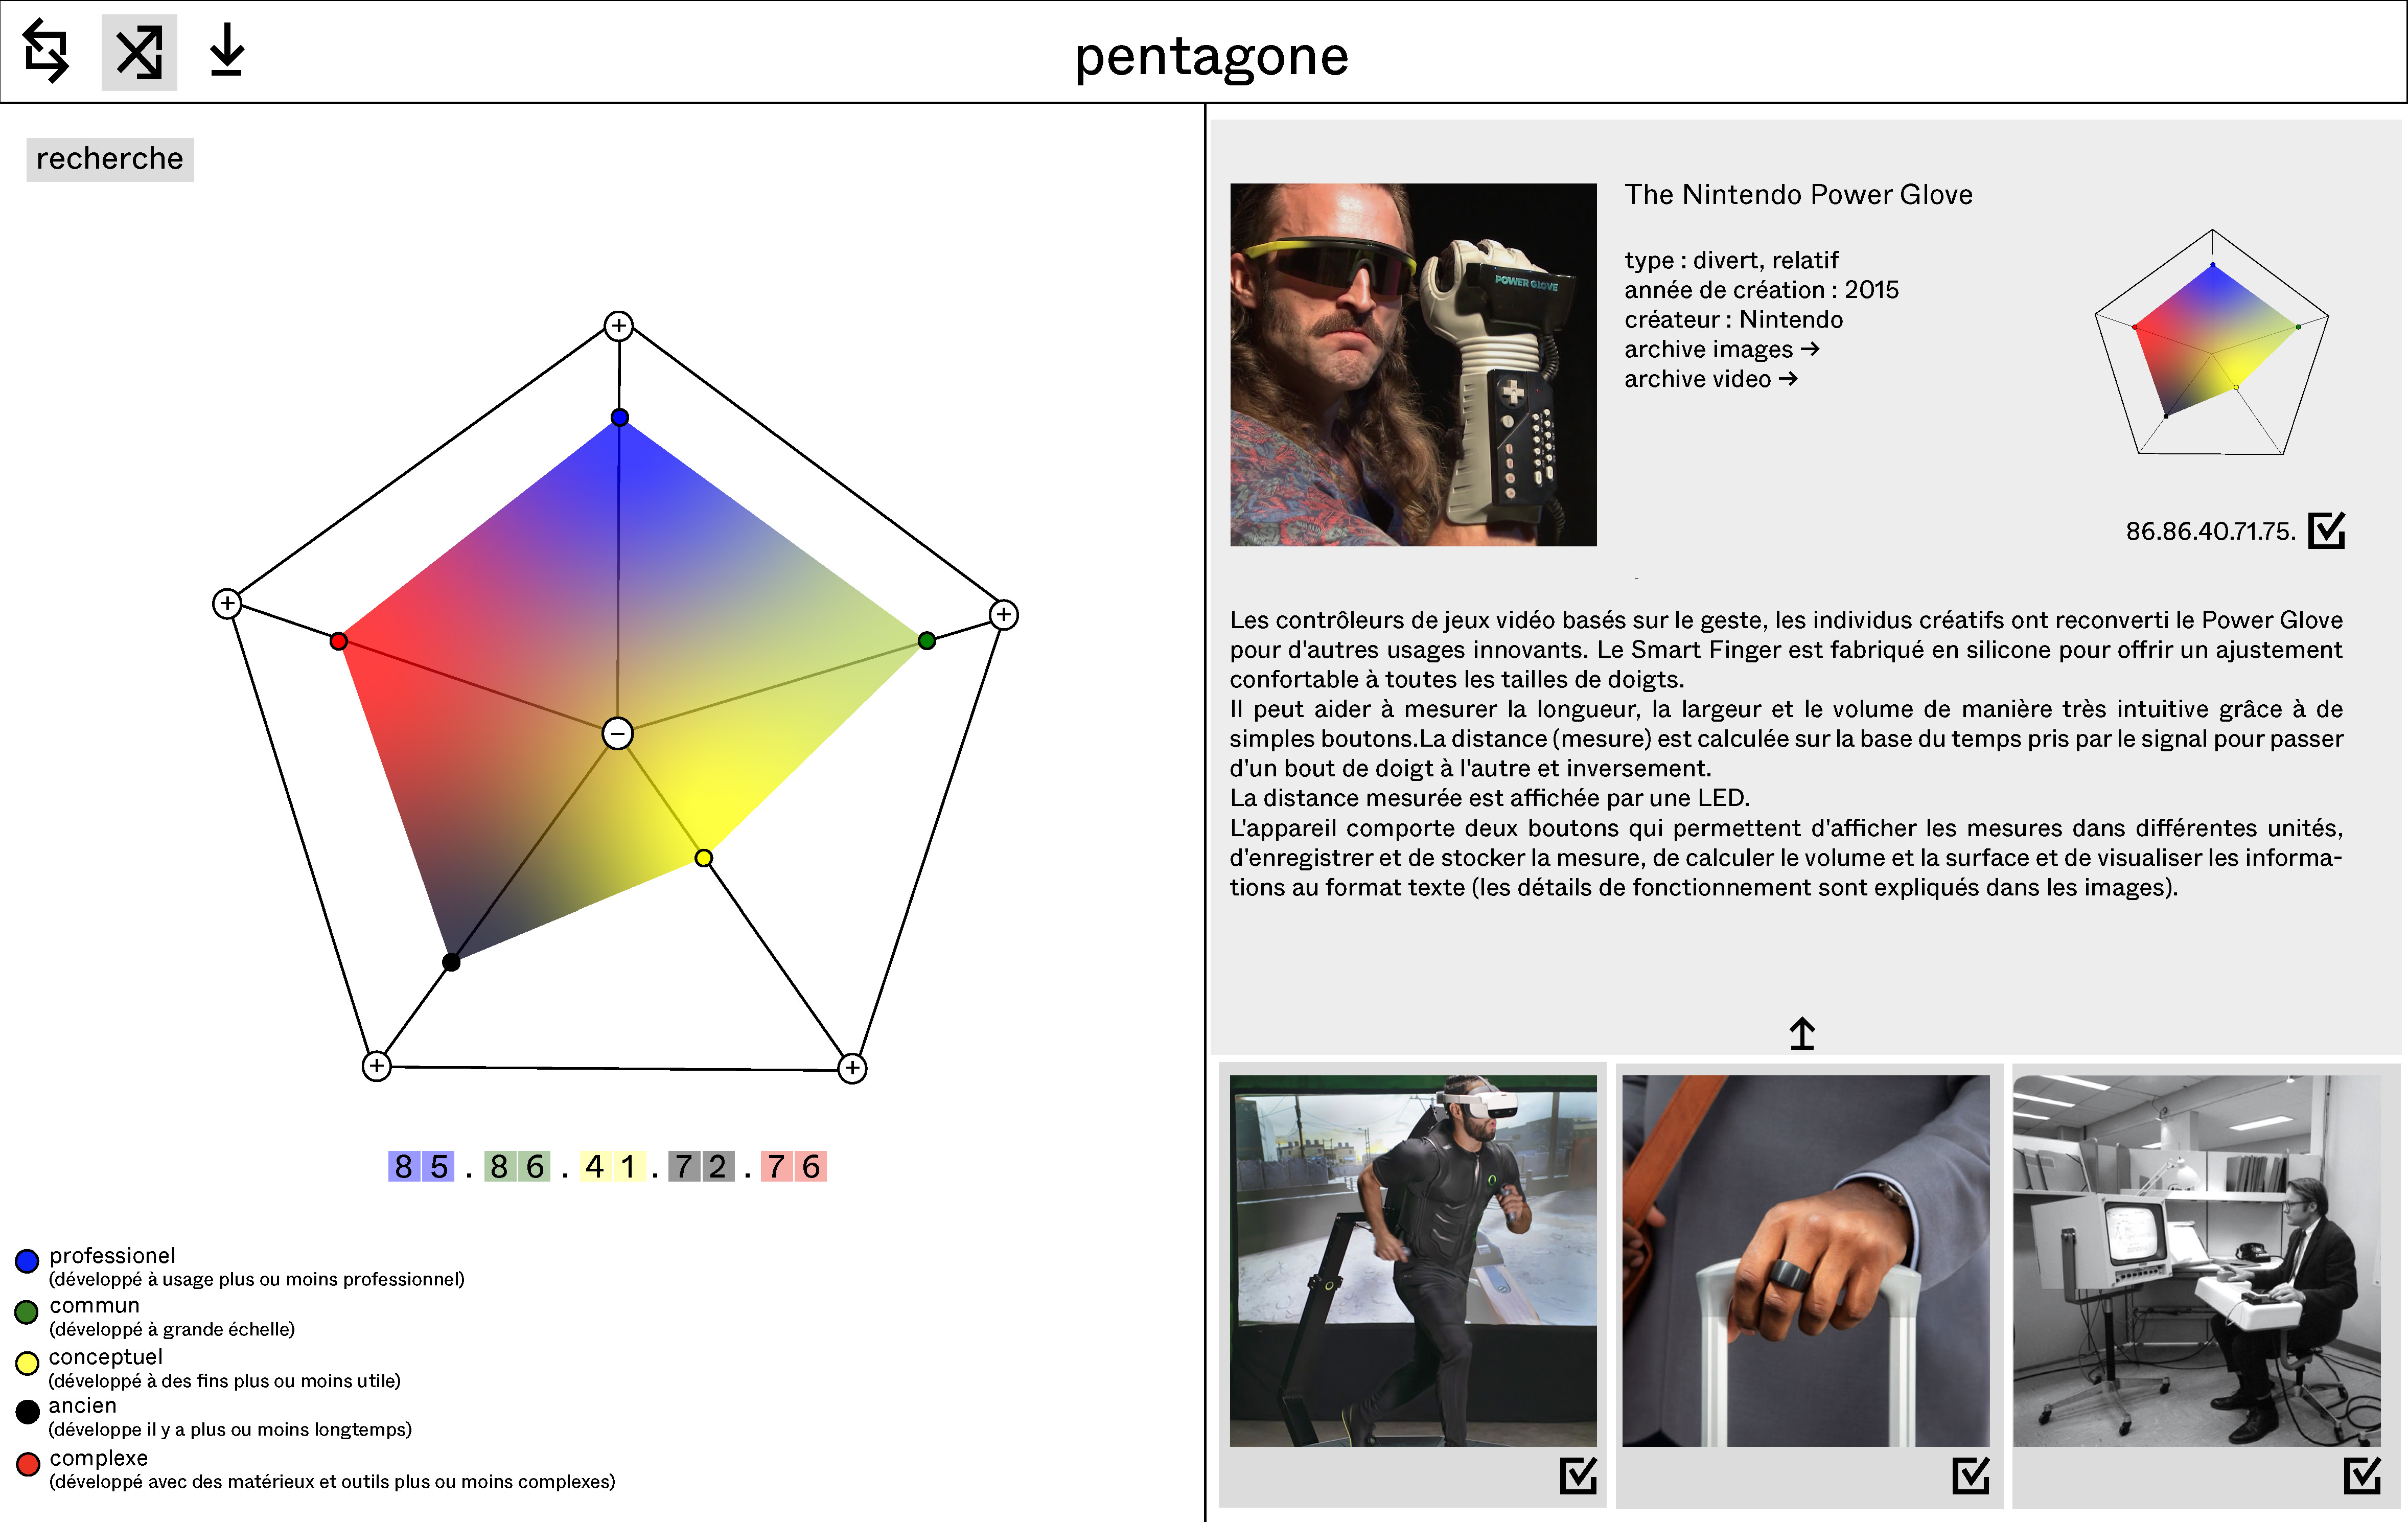 pentagone
recherche
85.86.41.72.76
professionel
(développé à usage plus ou moins professionnel)
commun
(développé à grande échelle)
conceptuel
(développé à des fins plus ou moins utile)
ancien
(développe il y a plus ou moins longtemps)
complexe
(développé avec des matérieux et outils plus ou moins complexes)
POWER GLOVE
The Nintendo Power Glove
type : divert, relatif
année de création : 2015
créateur : Nintendo
archive images →
archive video →
86.86.40.71.75.
Les contrôleurs de jeux vidéo basés sur le geste, les individus créatifs ont reconverti le Power Glove
pour d'autres usages innovants. Le Smart Finger est fabriqué en silicone pour offrir un ajustement
confortable à toutes les tailles de doigts.
Il peut aider à mesurer la longueur, la largeur et le volume de manière très intuitive grâce à de
simples boutons.La distance (mesure) est calculée sur la base du temps pris par le signal pour passer
d'un bout de doigt à l'autre et inversement.
La distance mesurée est affichée par une LED.
L'appareil comporte deux boutons qui permettent d'afficher les mesures dans différentes unités,
d'enregistrer et de stocker la mesure, de calculer le volume et la surface et de visualiser les informa-
tions au format texte (les détails de fonctionnement sont expliqués dans les images).